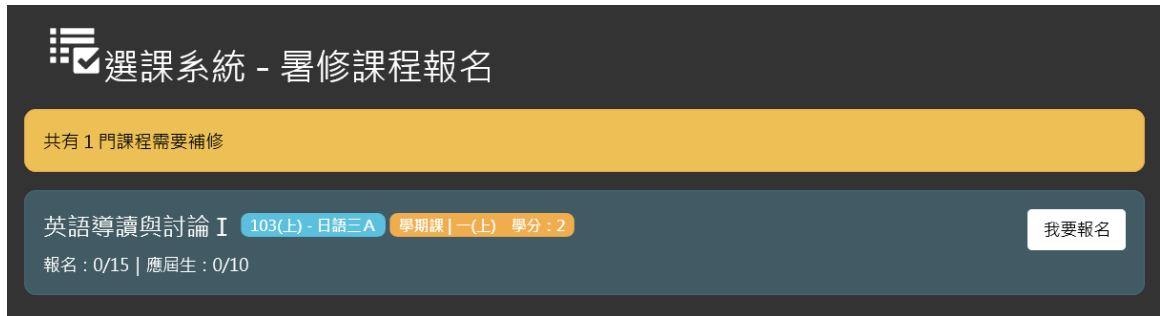 選課系統 - 暑修課程報名
共有 1 門課程需要補修
英語導讀與討論 I 103(上) - 日語三A 學期課 | 一(上) 學分：2 我要報名
報名：0/15 | 應屆生：0/10